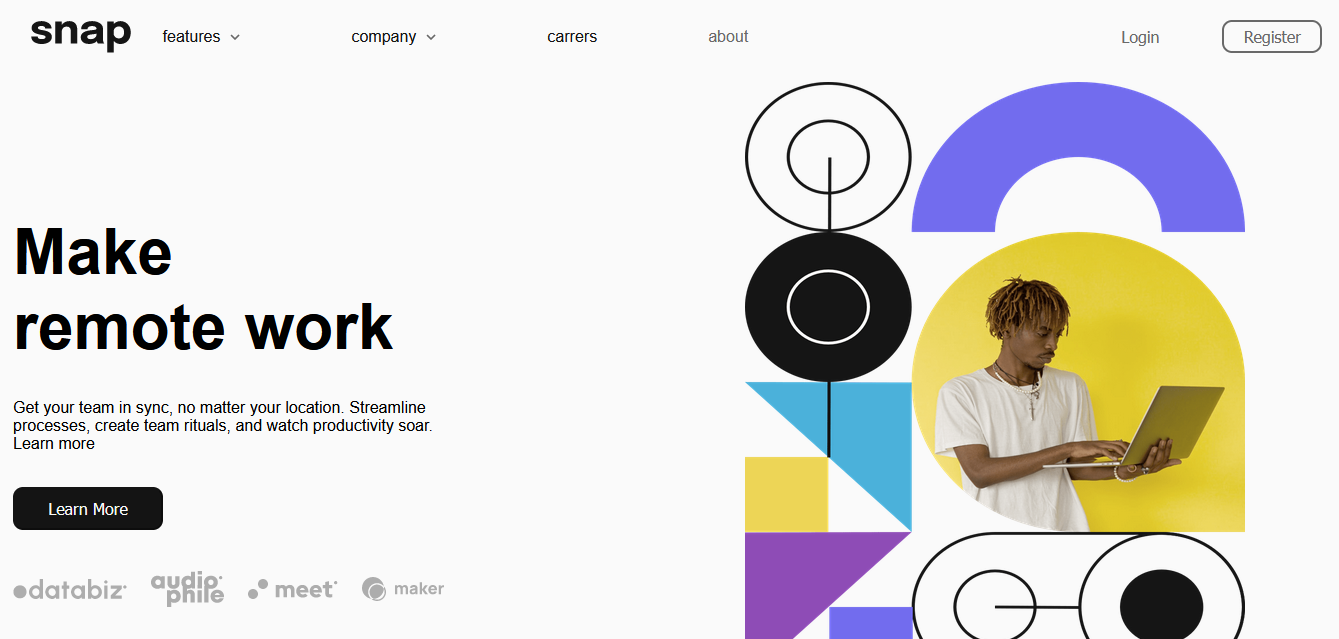 snap features company carrers about Login Register
Make
remote work
Get your team in sync, no matter your location. Streamline
processes, create team rituals, and watch productivity soar.
Learn more
Learn More
databiz audiophile meet maker